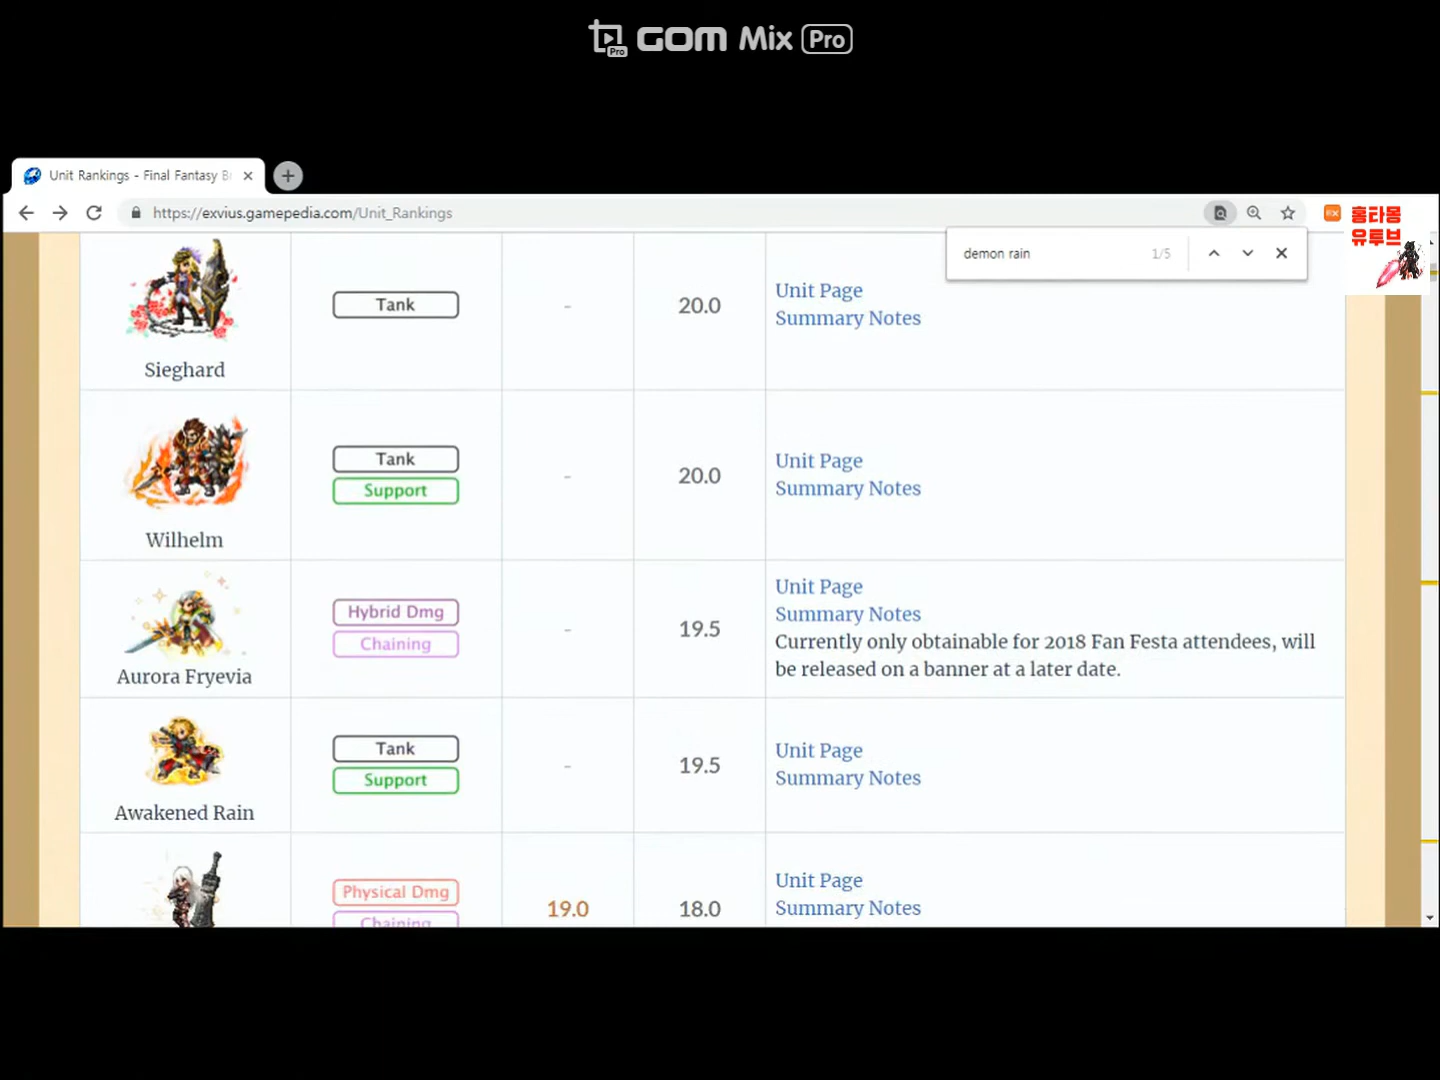 GOM Mix Pro
Unit Rankings - Final Fantasy B
https://exvius.gamepedia.com/Unit_Rankings
홍타몽
유투브
demon rain 1/5
Tank - 20.0 Unit Page
Summary Notes
Sieghard
Tank
Support
- 20.0 Unit Page
Summary Notes
Wilhelm
Hybrid Dmg
Chaining
- 19.5 Unit Page
Summary Notes
Currently only obtainable for 2018 Fan Festa attendees, will
be released on a banner at a later date.
Aurora Fryevia
Tank
Support
- 19.5 Unit Page
Summary Notes
Awakened Rain
Physical Dmg
Chaining
19.0 18.0 Unit Page
Summary Notes